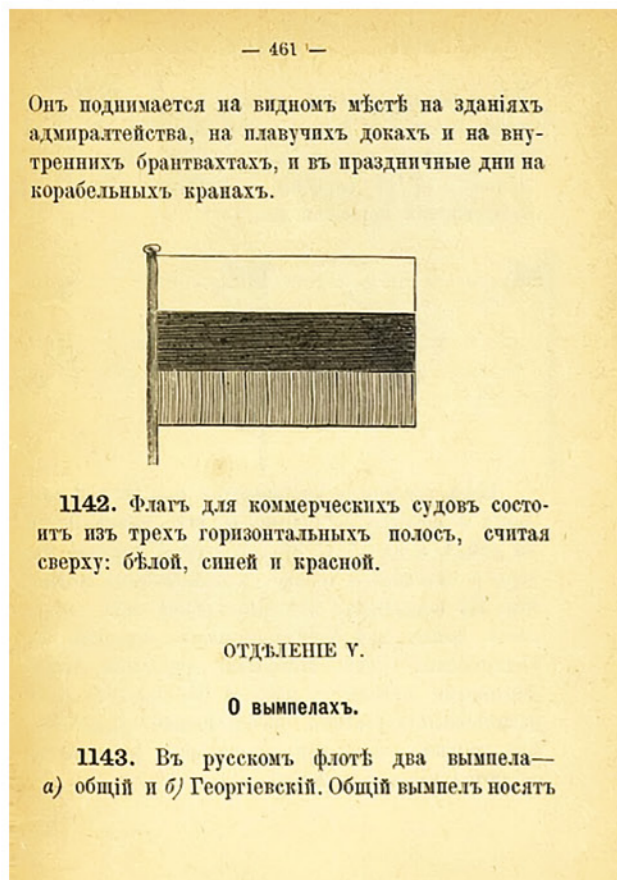 — 461 —
Онъ поднимается на видномъ мѣстѣ на зданіяхъ
адмиралтейства, на плавучихъ докахъ и на вну-
треннихъ брантвахтахъ, и въ праздничные дни на
корабельныхъ кранахъ.
1142. Флагъ для коммерческихъ судовъ состо-
итъ изъ трехъ горизонтальныхъ полосъ, считая
сверху: бѣлой, синей и красной.
ОТДѢЛЕНІЕ V.
О вымпелахъ.
1143. Въ русскомъ флотѣ два вымпела—
а) общій и б) Георгіевскій. Общій вымпелъ носятъ